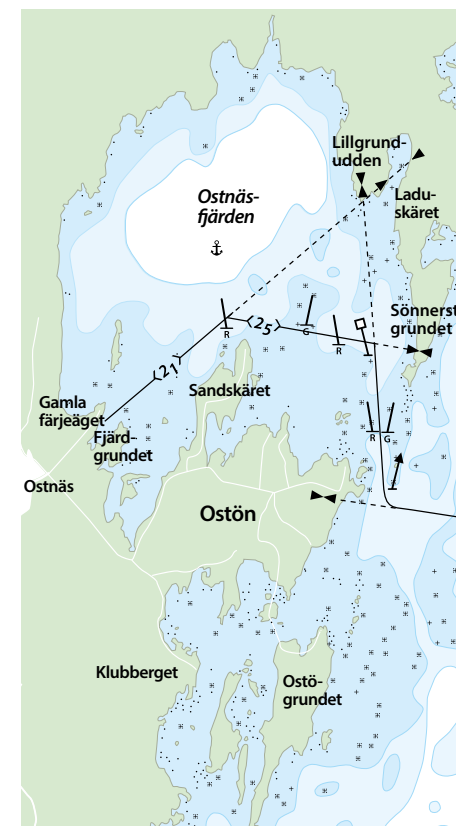 Lillgrund-
udden
Ostnäs-
fjärden
Ladu-
skäret
Sönnerst
grundet
R
25
G
R
21
Sandskäret
Gamla
färjeäget
Fjärd-
grundet
R
G
Ostnäs
Ostön
Klubberget
Ostö-
grundet